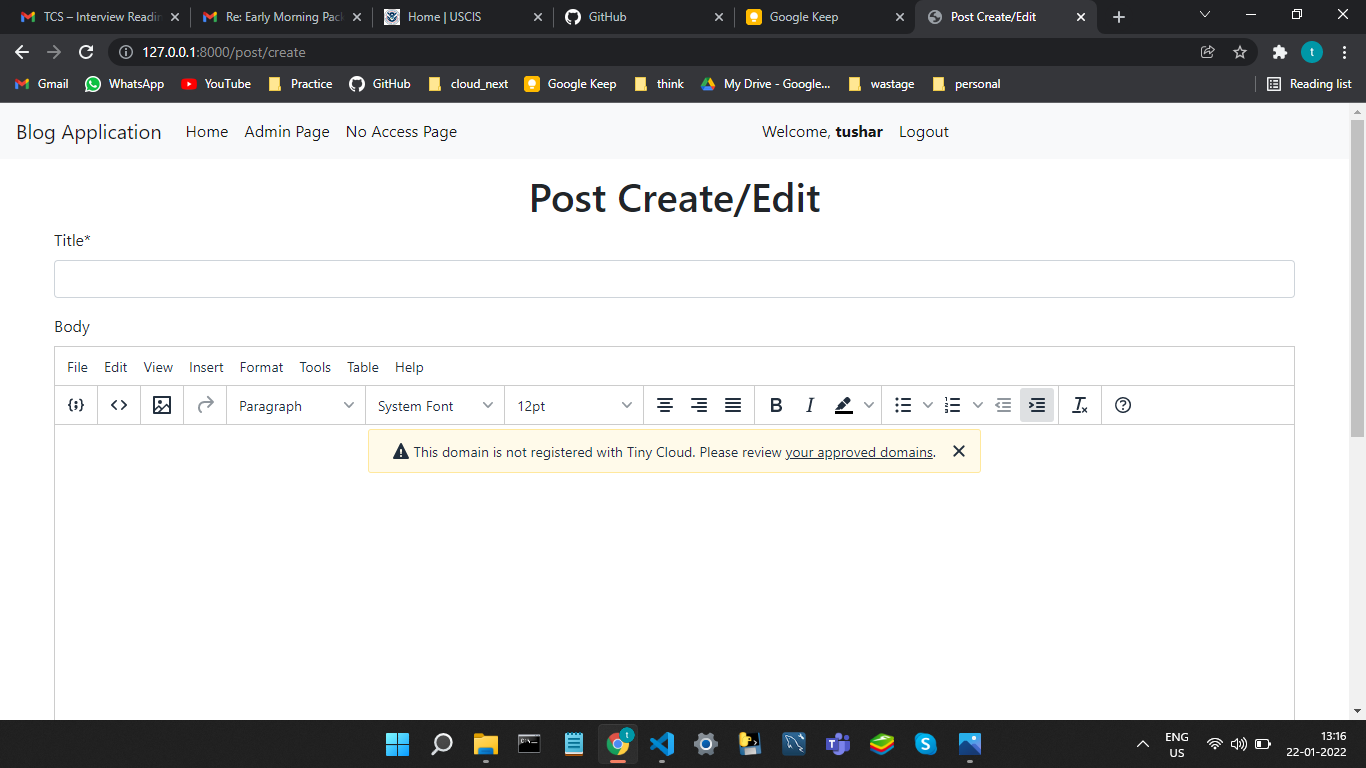 TCS – Interview Readin
Re: Early Morning Pac
Home | USCIS
GitHub
Google Keep
Post Create/Edit
127.0.0.1:8000/post/create
t
Gmail
WhatsApp
YouTube
Practice
GitHub
cloud_next
Google Keep
think
My Drive - Google...
wastage
personal
Reading list
Blog Application
Home
Admin Page
No Access Page
Welcome, tushar
Logout
Post Create/Edit
Title*
Body
File
Edit
View
Insert
Format
Tools
Table
Help
Paragraph
System Font
12pt
B
I
This domain is not registered with Tiny Cloud. Please review your approved domains.
ENG
US
13:16
22-01-2022